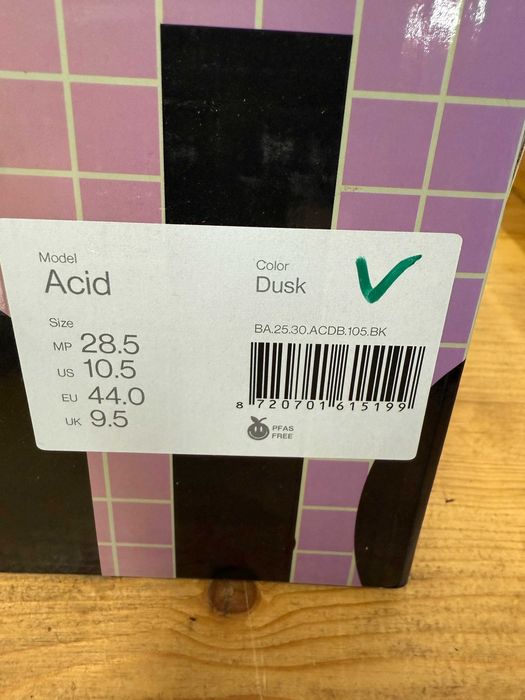 Model
Acid
Color
Dusk
Size
MP 28.5
US 10.5
EU 44.0
UK 9.5
BA.25.30.ACDB.105.BK
8 720701 615199
PFAS
FREE